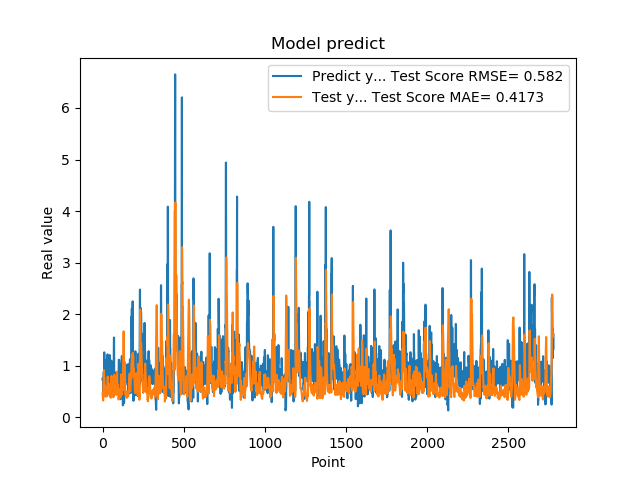 Model predict
Predict y... Test Score RMSE= 0.582
Test y... Test Score MAE= 0.4173
Real value
6
5
4
3
2
1
0
0 500 1000 1500 2000 2500
Point